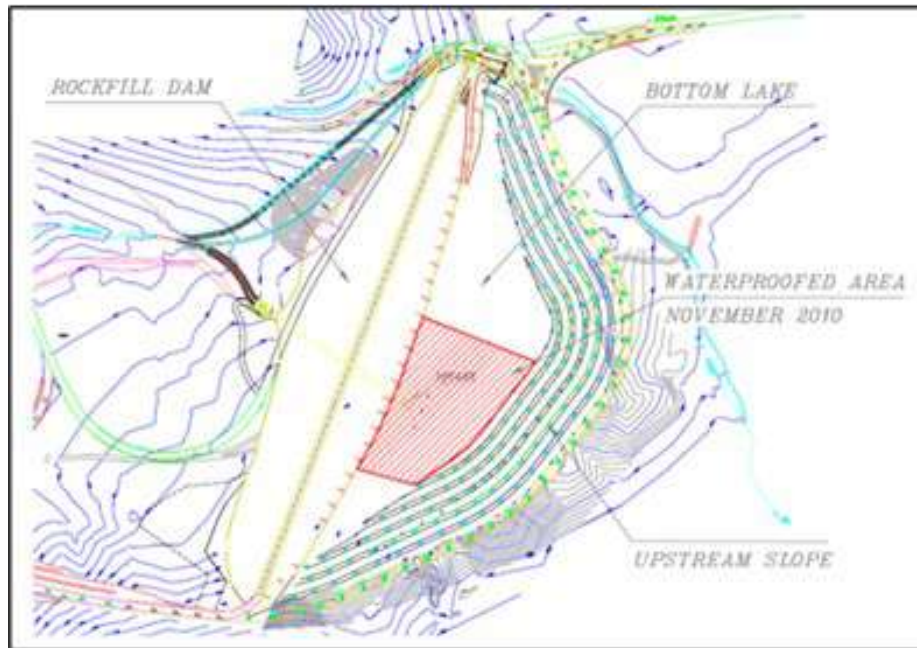 ROCKFILL DAM
BOTTOM LAKE
WATERPROOFED AREA
NOVEMBER 2010
UPSTREAM SLOPE